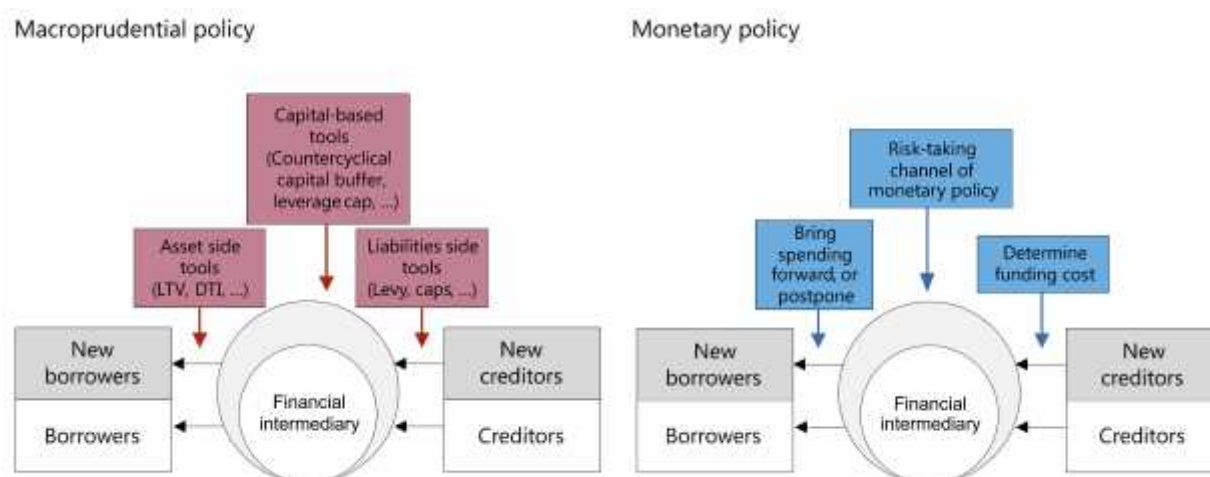 Macroprudential policy
Capital-based
tools
(Countercyclical
capital buffer,
leverage cap, ...)
Asset side
tools
(LTV, DTI, ...)
Liabilities side
tools
(Levy, caps, ...)
New
borrowers
Borrowers
Financial
intermediary
New
creditors
Creditors
Monetary policy
Risk-taking
channel of
monetary policy
Bring
spending
forward, or
postpone
Determine
funding cost
New
borrowers
Borrowers
Financial
intermediary
New
creditors
Creditors